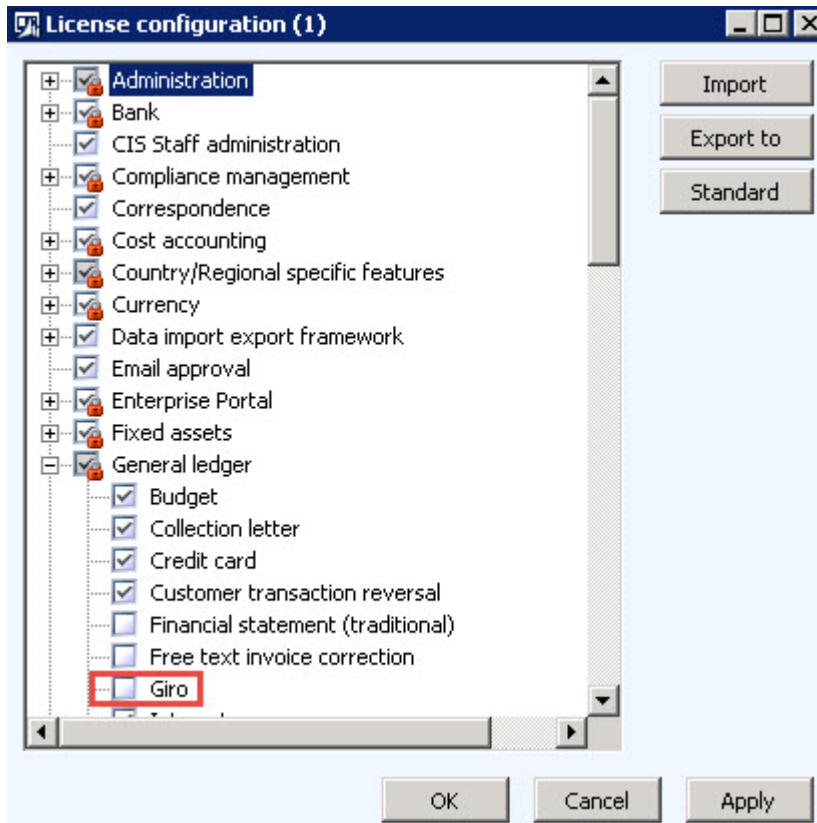 License configuration (1)
Administration
Bank
CIS Staff administration
Compliance management
Correspondence
Cost accounting
Country/Regional specific features
Currency
Data import export framework
Email approval
Enterprise Portal
Fixed assets
General ledger
Budget
Collection letter
Credit card
Customer transaction reversal
Financial statement (traditional)
Free text invoice correction
Giro
Import
Export to
Standard
OK
Cancel
Apply